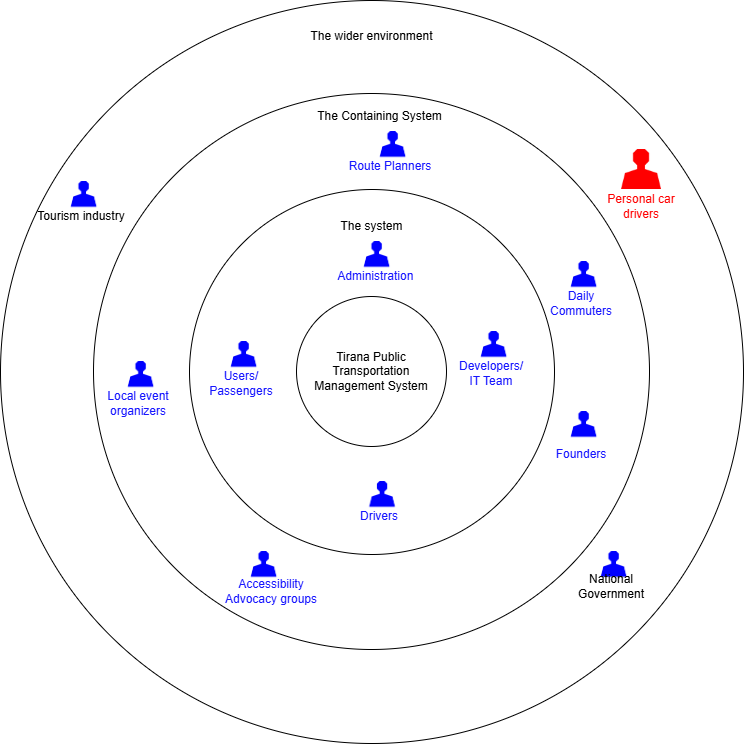 The wider environment
The Containing System
Route Planners
Personal car
drivers
Tourism industry
The system
Administration
Daily
Commuters
Tirana Public
Transportation
Management System
Users/
Passengers
Developers/
IT Team
Local event
organizers
Founders
Drivers
Accessibility
Advocacy groups
National
Government